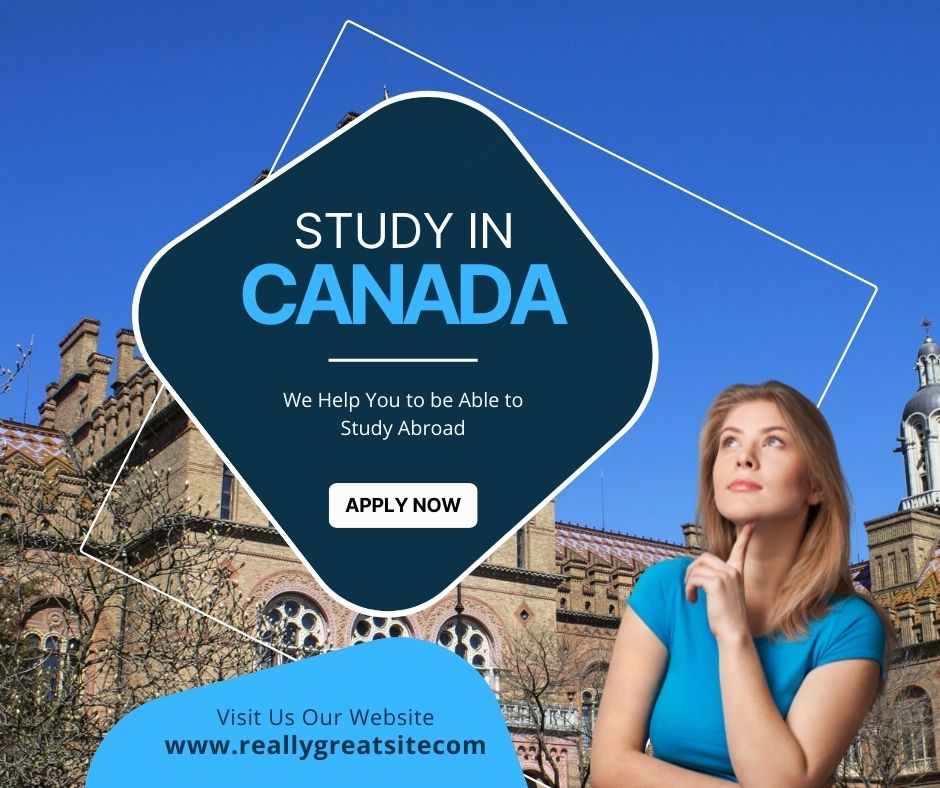 STUDY IN
CANADA
We Help You to be Able to
Study Abroad
APPLY NOW
Visit Us Our Website
www.reallygreatsitecom